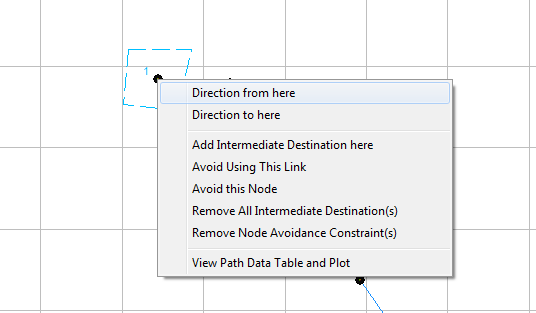 1
Direction from here
Direction to here
Add Intermediate Destination here
Avoid Using This Link
Avoid this Node
Remove All Intermediate Destination(s)
Remove Node Avoidance Constraint(s)
View Path Data Table and Plot